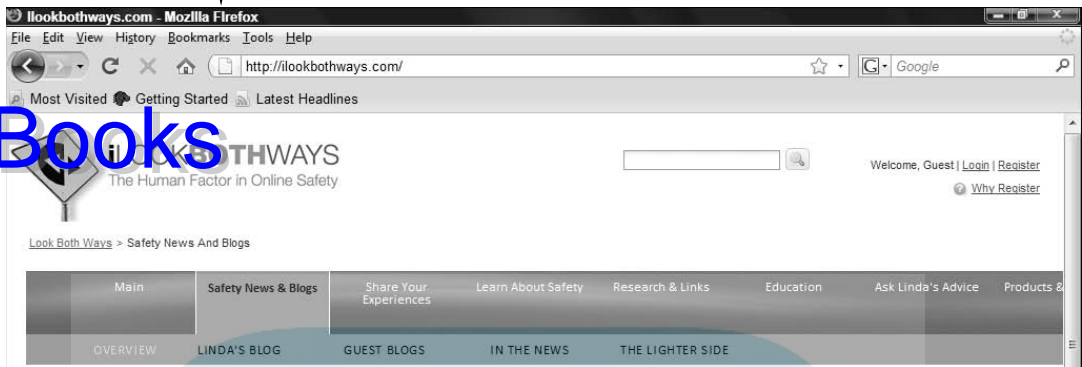 Ilookbothways.com - Mozilla Firefox
File Edit View History Bookmarks Tools Help
http://ilookbothways.com/
G Google
Most Visited Getting Started Latest Headlines
Books
iLOOKBOTHWAYS
The Human Factor in Online Safety
Welcome, Guest | Login | Register
Why Register
Look Both Ways > Safety News And Blogs
Main Safety News & Blogs Share Your Experiences Learn About Safety Research & Links Education Ask Linda's Advice Products &
OVERVIEW LINDA'S BLOG GUEST BLOGS IN THE NEWS THE LIGHTER SIDE